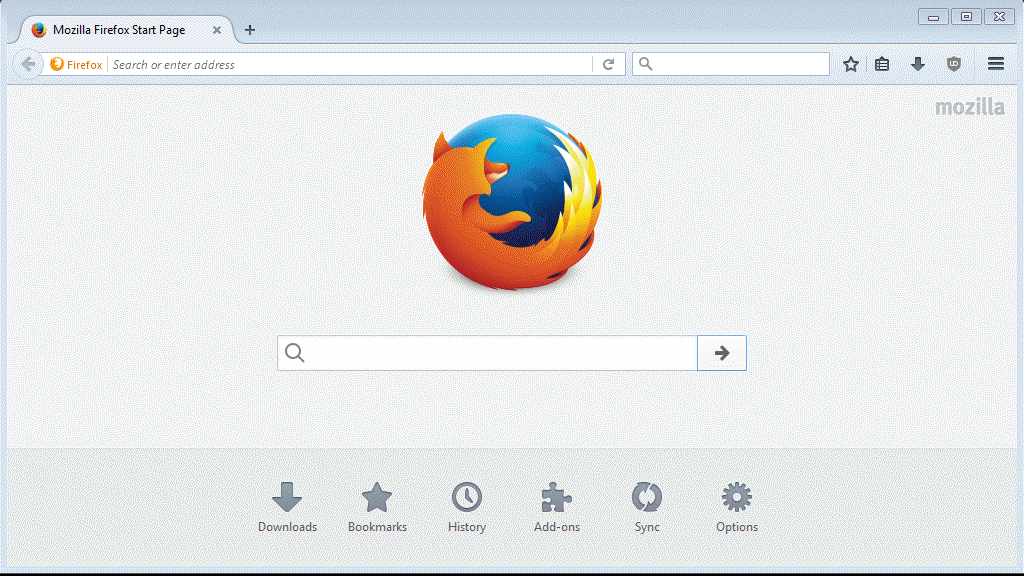 Mozilla Firefox Start Page
Firefox Search or enter address
mozilla
Downloads Bookmarks History Add-ons Sync Options